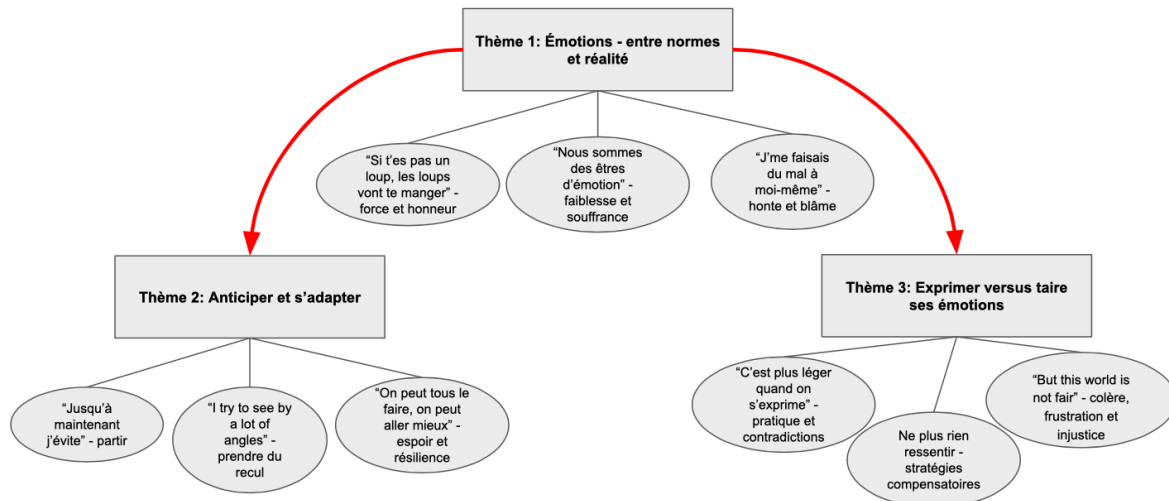 Thème 1: Émotions - entre normes
et réalité
“Si t’es pas un
loup, les loups
vont te manger” -
force et honneur
“Nous sommes
des êtres
d’émotion” -
faiblesse et
souffrance
“J’me faisais
du mal à
moi-même” -
honte et blâme
Thème 2: Anticiper et s’adapter
Thème 3: Exprimer versus taire
ses émotions
“Jusqu’à
maintenant
j’évite” - partir
“I try to see by
a lot of
angles” -
prendre du
recul
“On peut tous le
faire, on peut
aller mieux” -
espoir et
résilience
“C’est plus léger
quand on
s’exprime” -
pratique et
contradictions
Ne plus rien
ressentir -
stratégies
compensatoires
“But this world is
not fair” - colère,
frustration et
injustice